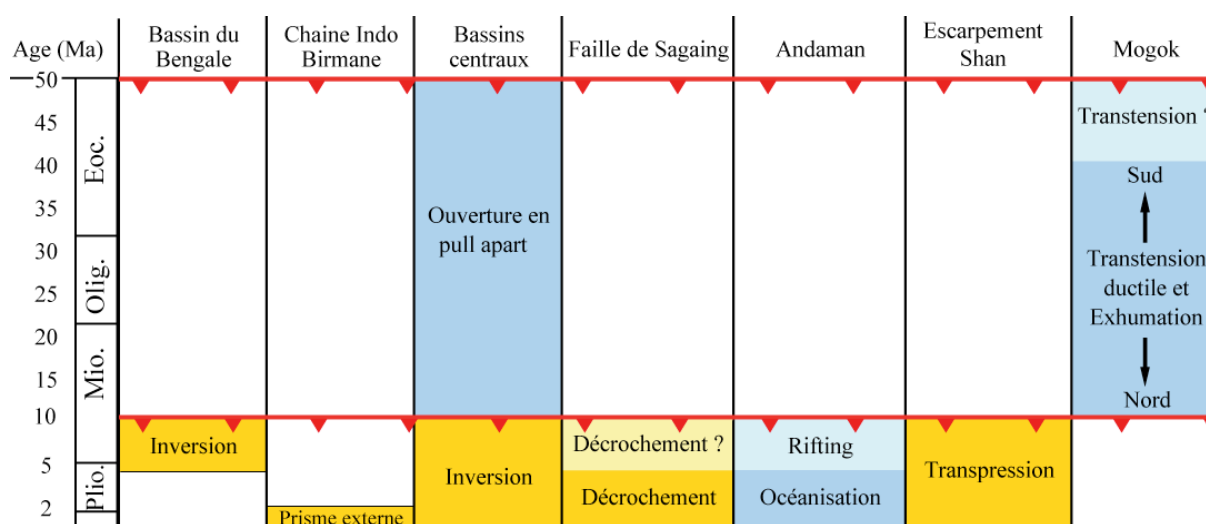 Age (Ma)
Bassin du
Bengale
Chaine Indo
Birmane
Bassins
centraux
Faille de Sagaing
Andaman
Escarpement
Shan
Mogok
50
45
40
35
30
25
20
15
10
5
2
Eoc.
Olig.
Mio.
Plio.
Inversion
Prisme externe
Ouverture en
pull apart
Inversion
Décrochement ?
Décrochement
Rifting
Océanisation
Transpression
Transtension ?
Sud
Transtension
ductile et
Exhumation
Nord